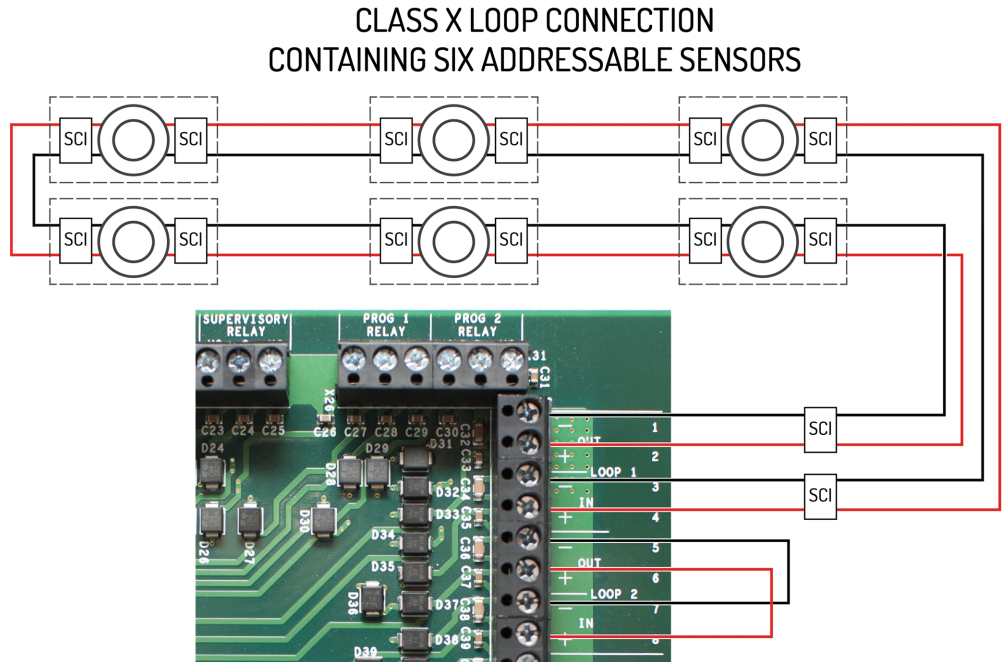 CLASS X LOOP CONNECTION
CONTAINING SIX ADDRESSABLE SENSORS
SCI SCI SCI SCI SCI SCI
SCI SCI SCI SCI SCI SCI
SUPERVISORY
RELAY
PROG 1
RELAY
PROG 2
RELAY
C31
X26
C23 C24 C25 C26 C27 C28 C29 C30
D31
C32
1
OUT
SCI
D24
D28
D29
C33
+
2
LOOP 1
D32
C34
3
SCI
IN
D26
D27
D30
D33
C35
+
4
D34
C36
5
OUT
D35
C37
+
6
LOOP 2
D36
D37
C38
7
IN
D38
C39
+
8
D39